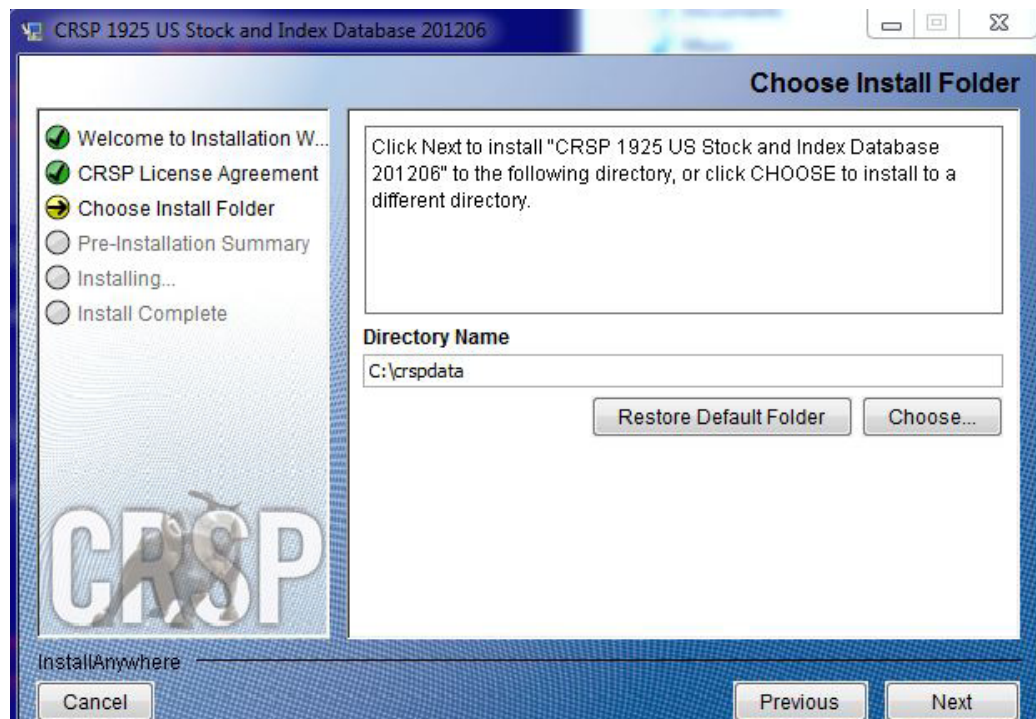 CRSP 1925 US Stock and Index Database 201206
Choose Install Folder
Welcome to Installation W...
CRSP License Agreement
Choose Install Folder
Pre-Installation Summary
Installing...
Install Complete
CRSP
Click Next to install "CRSP 1925 US Stock and Index Database
201206" to the following directory, or click CHOOSE to install to a
different directory.
Directory Name
C:\crspdata
Restore Default Folder
Choose...
InstallAnywhere
Cancel
Previous
Next